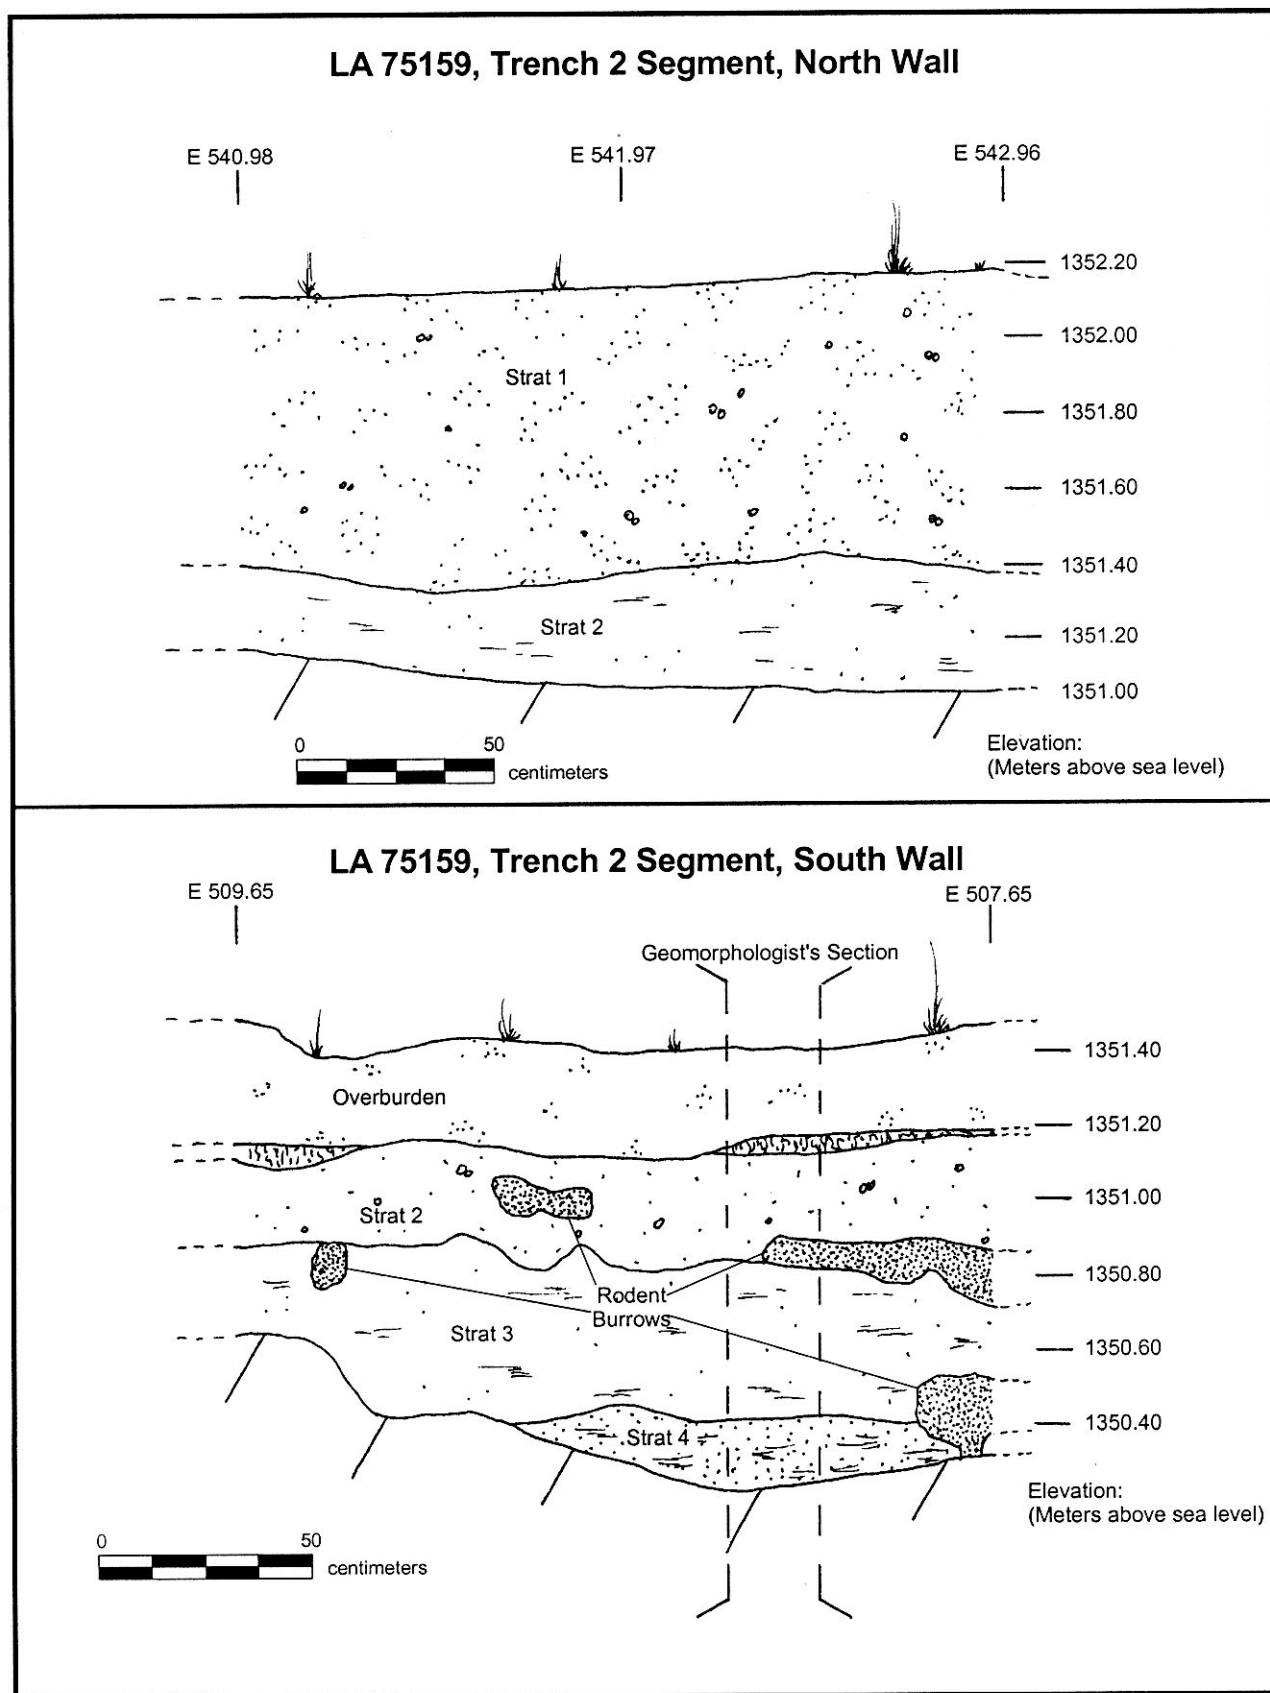 LA 75159, Trench 2 Segment, North Wall
E 540.98
E 541.97
E 542.96
1352.20
1352.00
Strat 1
1351.80
1351.60
1351.40
Strat 2
1351.20
1351.00
0
50
centimeters
Elevation:
(Meters above sea level)
LA 75159, Trench 2 Segment, South Wall
E 509.65
E 507.65
Geomorphologist's Section
1351.40
Overburden
1351.20
1351.00
Strat 2
1350.80
Rodent
Burrows
Strat 3
1350.60
1350.40
Strat 4
Elevation:
(Meters above sea level)
0
50
centimeters